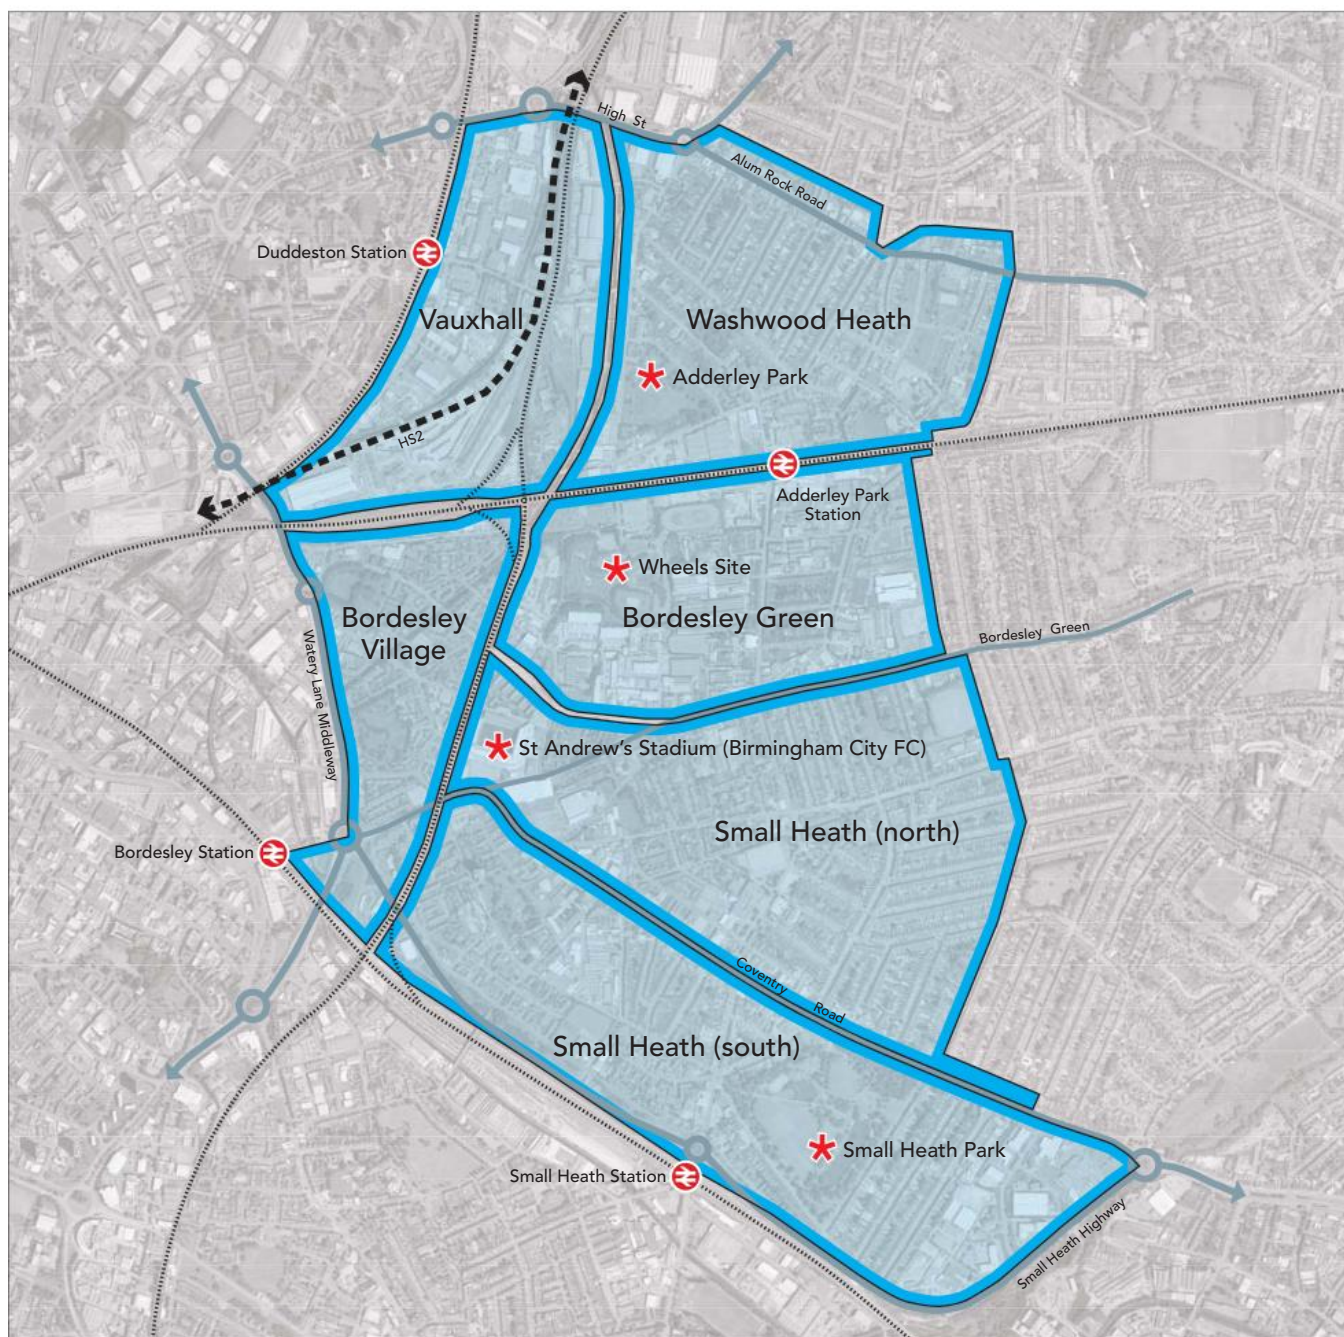 High St
Alum Rock Road
Duddeston Station
Vauxhall
Washwood Heath
Adderley Park
HS2
Adderley Park
Station
Wheels Site
Bordesley Green
Bordesley
Village
Bordesley Green
Watery Lane Middleway
St Andrew's Stadium (Birmingham City FC)
Small Heath (north)
Bordesley Station
Coventry Road
Small Heath (south)
Small Heath Park
Small Heath Station
Small Heath Highway